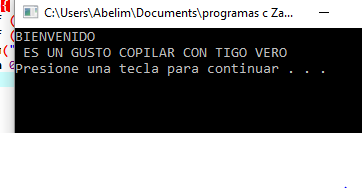 C:\Users\Abelim\Documents\programas c Za...
BIENVENIDO
ES UN GUSTO COPILAR CON TIGO VERO
Presione una tecla para continuar . . .